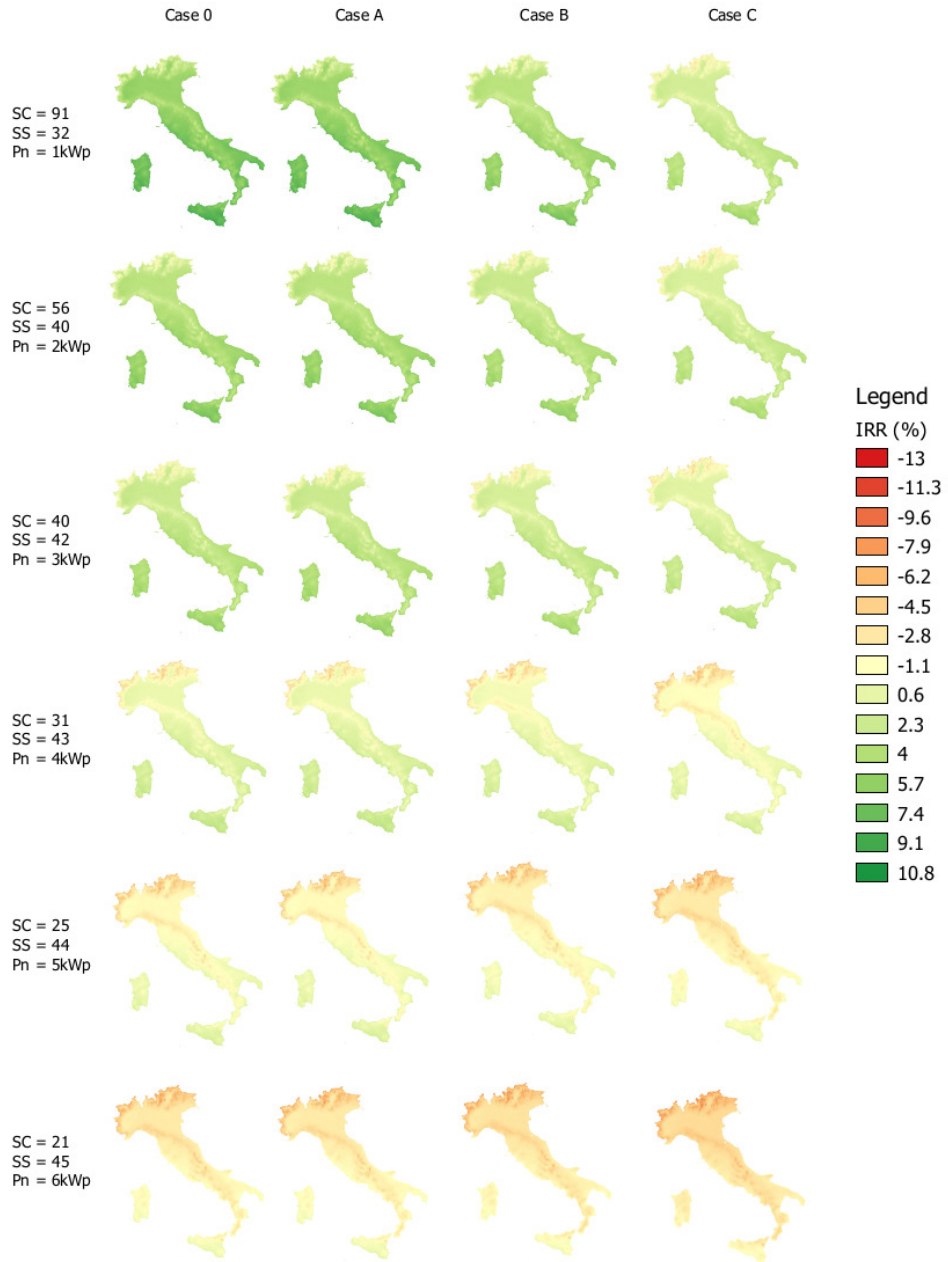 Case 0
Case A
Case B
Case C
SC = 91
SS = 32
Pn = 1kWp
SC = 56
SS = 40
Pn = 2kWp
SC = 40
SS = 42
Pn = 3kWp
SC = 31
SS = 43
Pn = 4kWp
SC = 25
SS = 44
Pn = 5kWp
SC = 21
SS = 45
Pn = 6kWp
Legend
IRR (%)
-13
-11.3
-9.6
-7.9
-6.2
-4.5
-2.8
-1.1
0.6
2.3
4
5.7
7.4
9.1
10.8